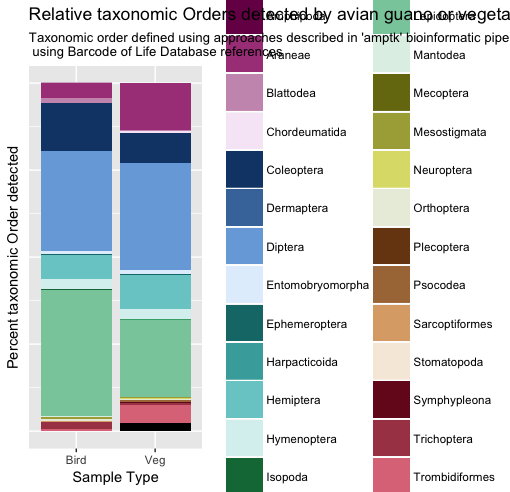 Relative taxonomic Orders detected by avian guano or vegeta
Taxonomic order defined using approaches described in 'amptk' bioinformatic pipe
using Barcode of Life Database references
Percent taxonomic Order detected
Bird
Veg
Sample Type
Araneae
Blattodea
Chordeumatida
Coleoptera
Dermaptera
Diptera
Entomobryomorpha
Ephemeroptera
Harpacticoida
Hemiptera
Hymenoptera
Isopoda
Mantodea
Mecoptera
Mesostigmata
Neuroptera
Orthoptera
Plecoptera
Psocodea
Sarcoptiformes
Stomatopoda
Symphypleona
Trichoptera
Trombidiformes